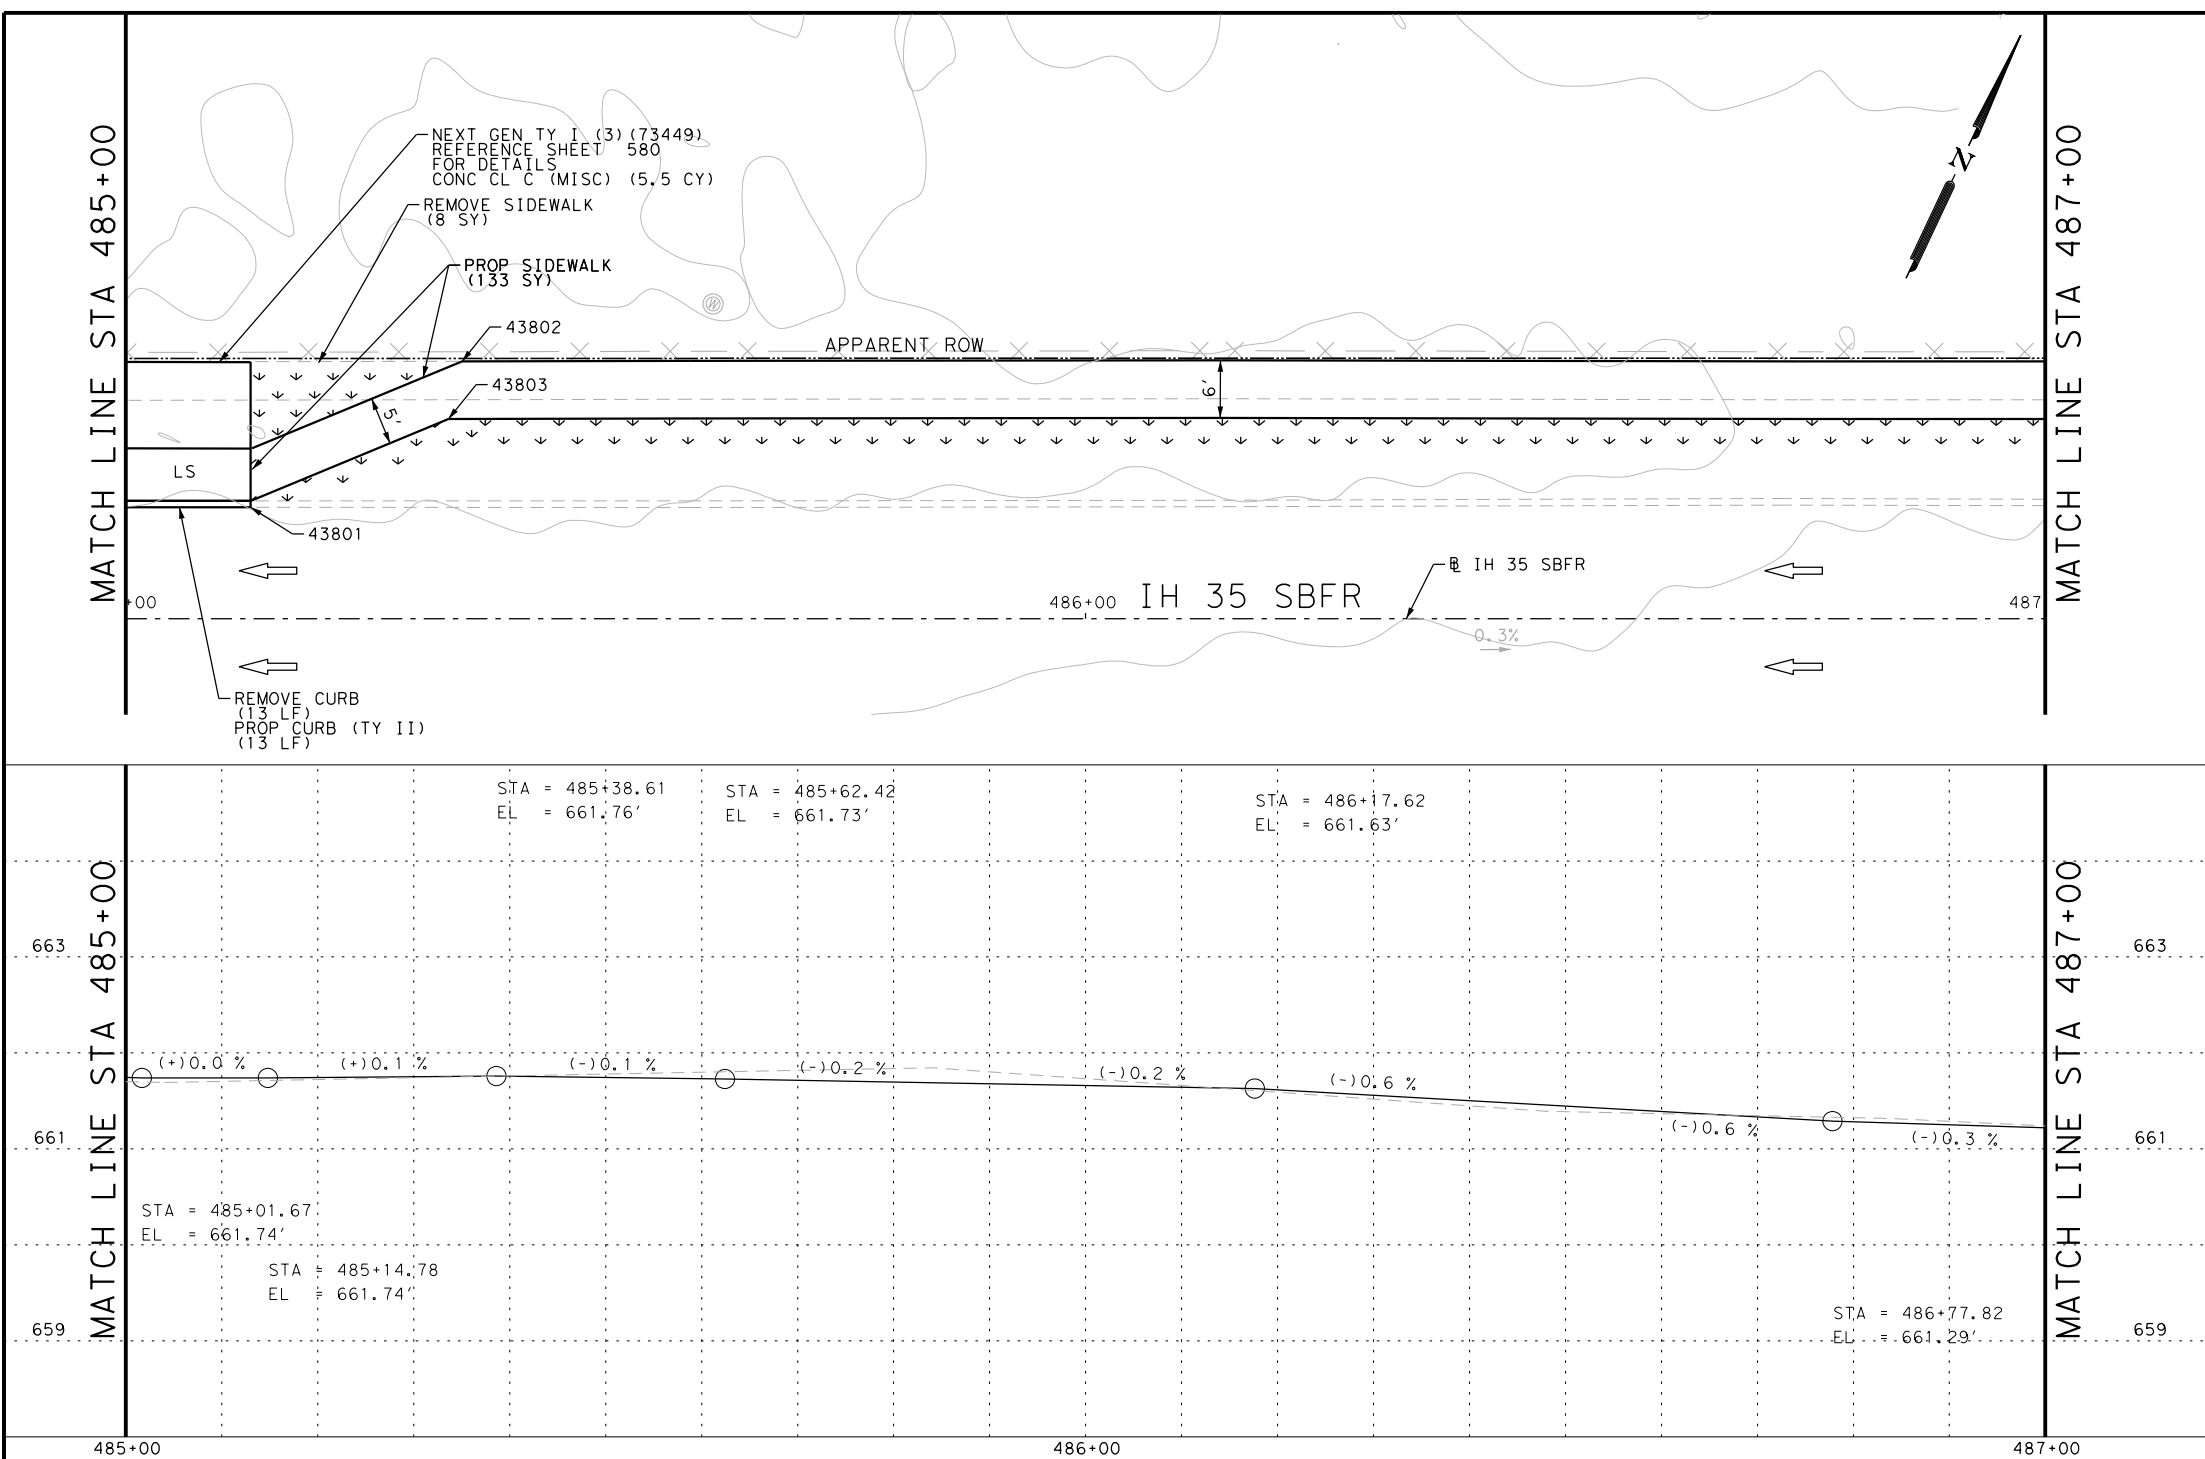 MATCH LINE STA 485+00
NEXT GEN TY I (3)(73449)
REFERENCE SHEET 580
FOR DETAILS
CONC CL C (MISC) (5.5 CY)
REMOVE SIDEWALK
(8 SY)
PROP SIDEWALK
(133 SY)
43802
43803
APPARENT ROW
6'
5'
W
N
LS
43801
MATCH LINE STA 487+00
+00
486+00
IH 35 SBFR
BL IH 35 SBFR
487
0.3%
REMOVE CURB
(13 LF)
PROP CURB (TY II)
(13 LF)
STA = 485+38.61
EL = 661.76'
STA = 485+62.42
EL = 661.73'
STA = 486+17.62
EL = 661.63'
MATCH LINE STA 485+00
MATCH LINE STA 487+00
663
663
(+)0.0 %
(+)0.1 %
(-)0.1 %
(-)0.2 %
(-)0.2 %
(-)0.6 %
(-)0.6 %
(-)0.3 %
661
661
STA = 485+01.67
EL = 661.74'
STA = 485+14.78
EL = 661.74'
STA = 486+77.82
EL = 661.29'
659
659
485+00
486+00
487+00